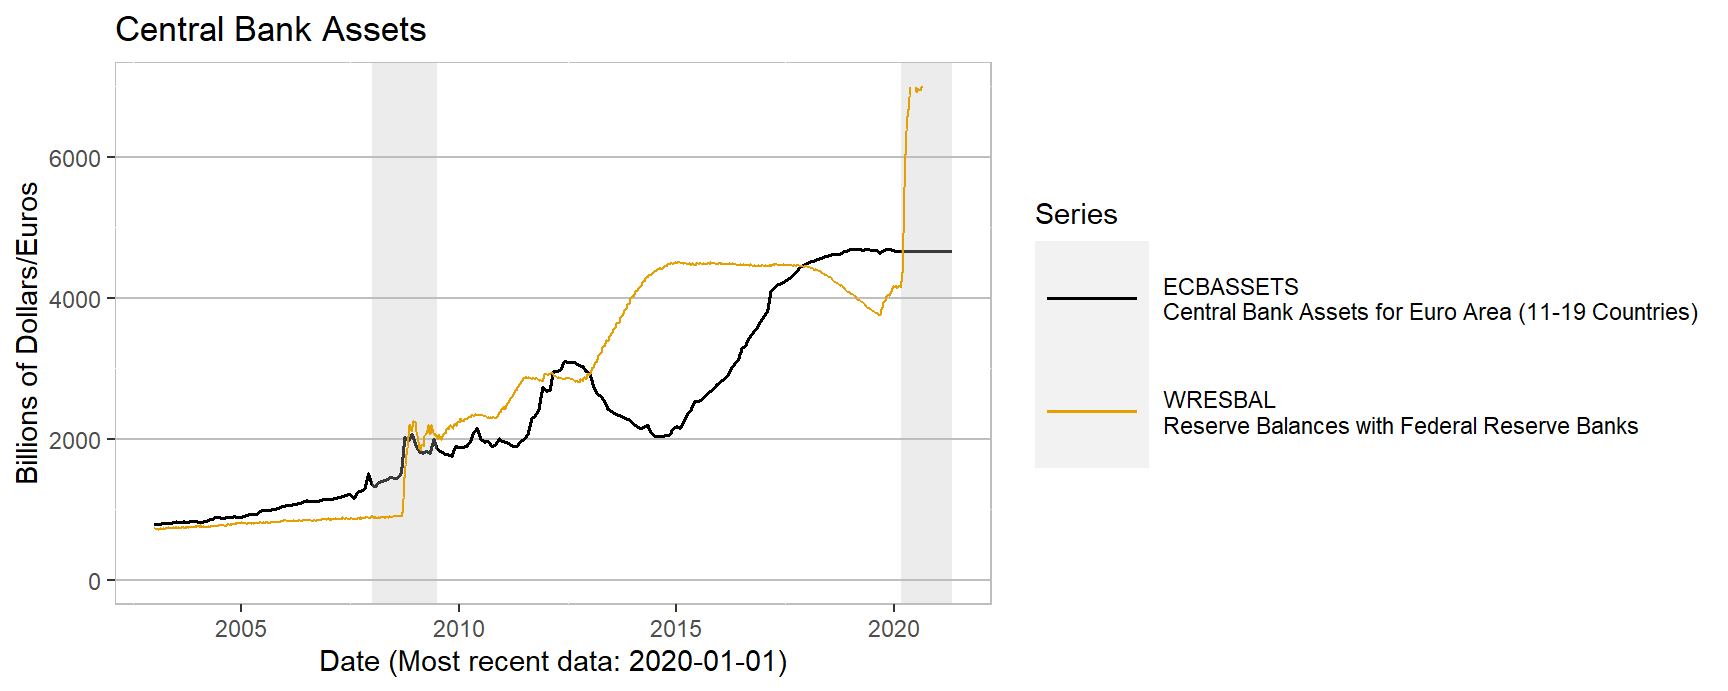 Central Bank Assets
Billions of Dollars/Euros
6000
4000
2000
0
2005
2010
2015
2020
Date (Most recent data: 2020-01-01)
Series
ECBASSETS
Central Bank Assets for Euro Area (11-19 Countries)
WRESBAL
Reserve Balances with Federal Reserve Banks